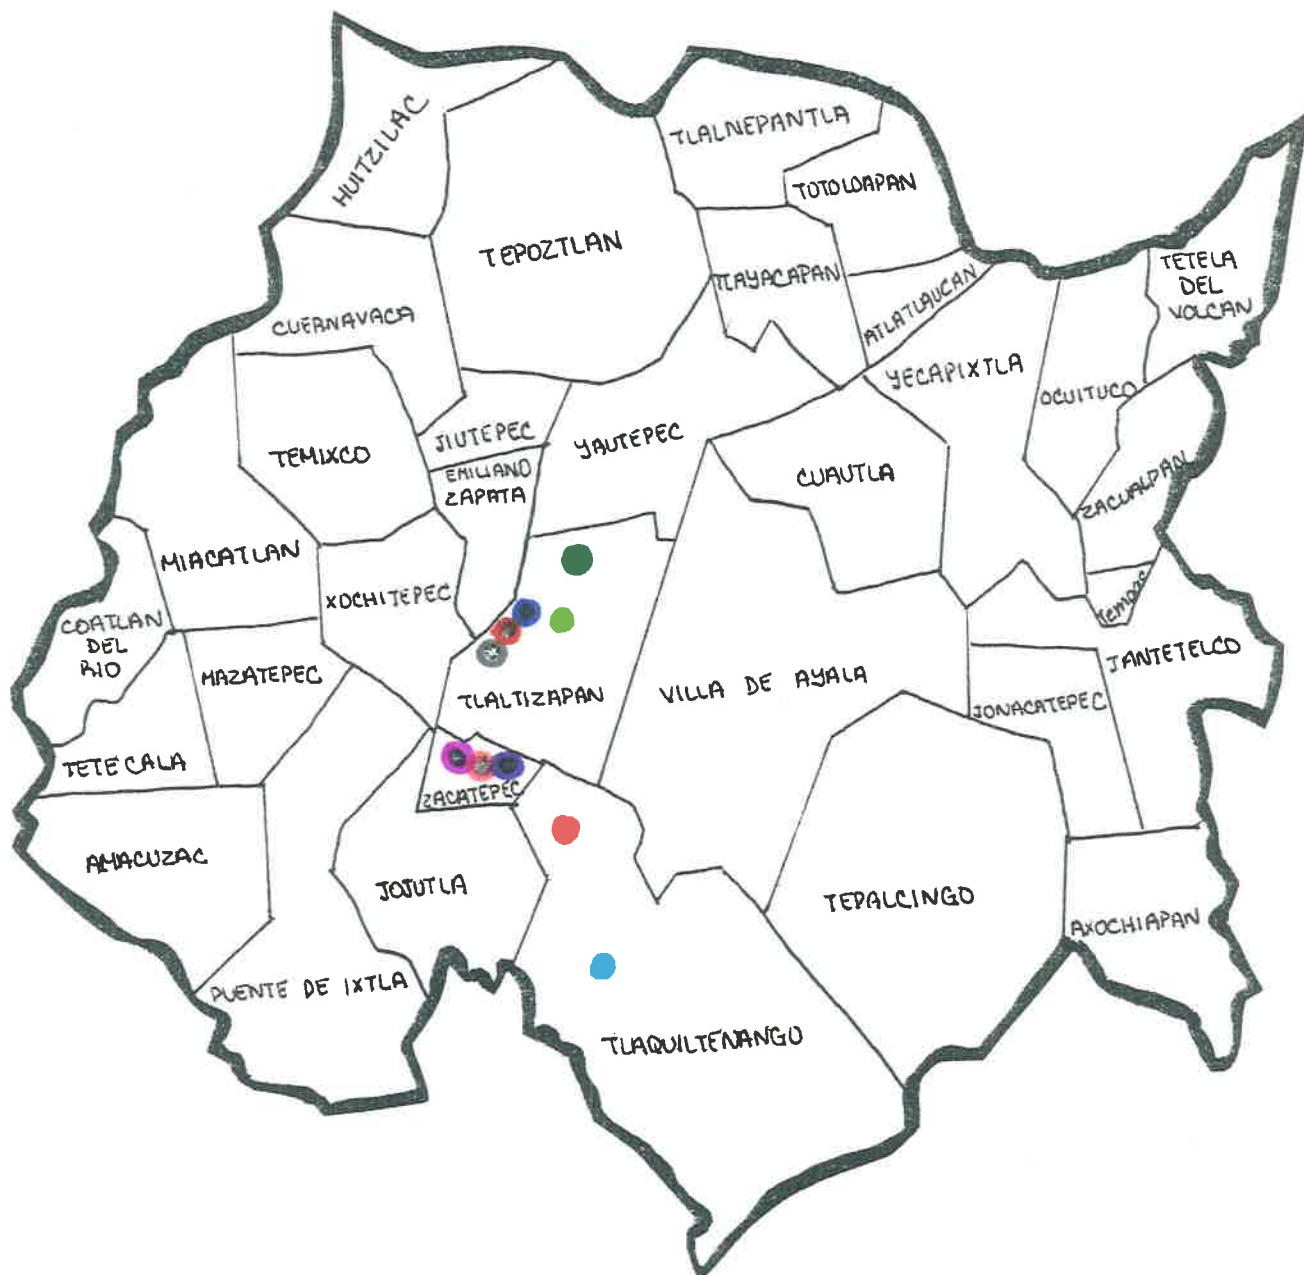 HUITZILAC
TLALNEPANTLA
TOTOLOAPAN
TEPOZTLAN
TLAYACAPAN
ATLATLAUCAN
TETELA
DEL
VOLCAN
CUERNAVACA
YECAPIXTLA
OCUITUCO
JIUTEPEC
YAUTEPEC
TEMIXCO
EMILIANO
ZAPATA
CUAUTLA
ZACUALPAN
MIACATLAN
XOCHITEPEC
TEMOAC
COATLAN
DEL
RIO
MAZATEPEC
TLALTIZAPAN
VILLA DE AYALA
JANTETELCO
JONACATEPEC
TETECALA
ZACATEPEC
AMACUZAC
JOJUTLA
TEPALCINGO
AXOCHIAPAN
PUENTE DE IXTLA
TLAQUILTENANGO